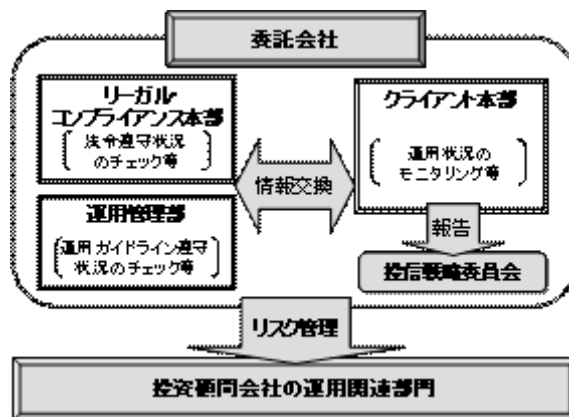 委託会社
リーガル
コンプライアンス本部
法令遵守状況
のチェック等
クライアント本部
運用状況の
モニタリング等
情報交換
運用管理部
運用ガイドライン遵守
状況のチェック等
報告
投信戦略委員会
リスク管理
投資顧問会社の運用関連部門